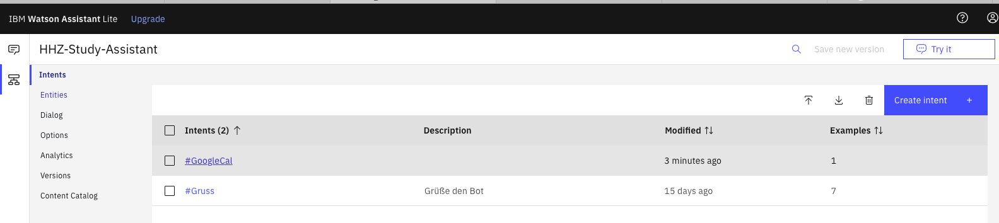 IBM Watson Assistant Lite Upgrade
HHZ-Study-Assistant
Save new version
Try it
Intents
Entities
Dialog
Options
Analytics
Versions
Content Catalog
Create intent +
Intents (2) Description Modified Examples
#GoogleCal 3 minutes ago 1
#Gruss Grüße den Bot 15 days ago 7